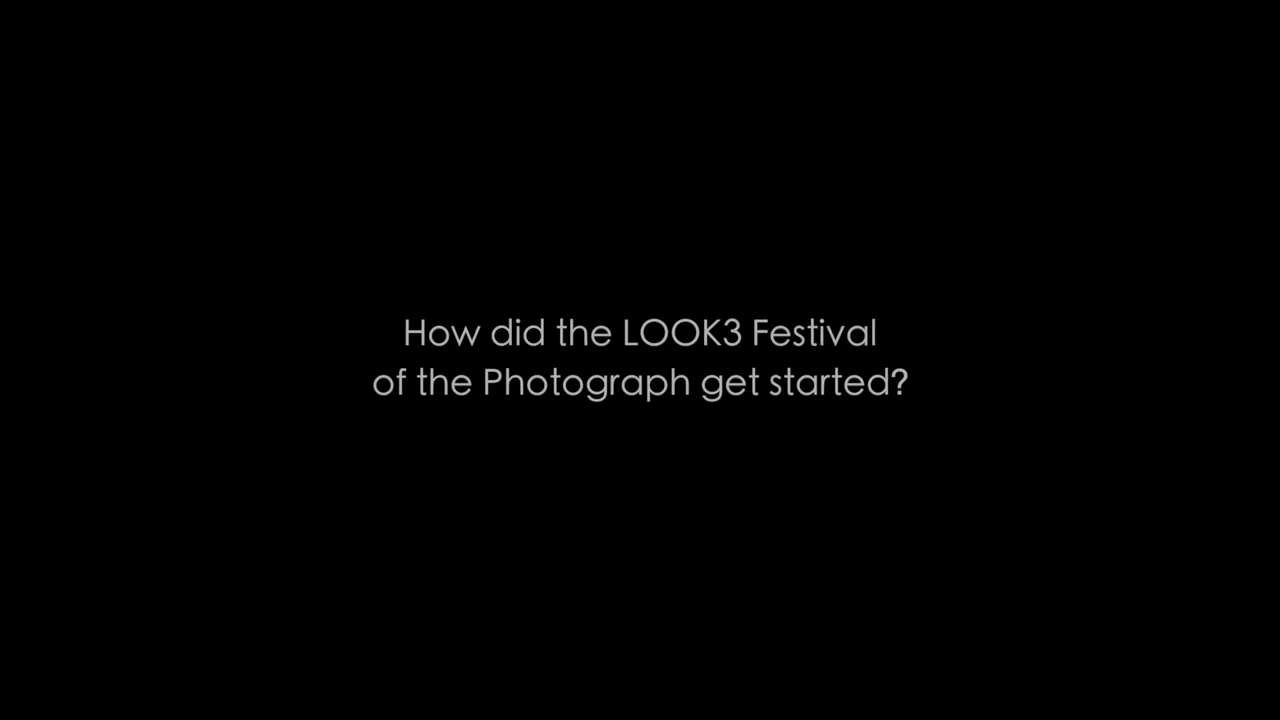 How did the LOOK3 Festival
of the Photograph get started?